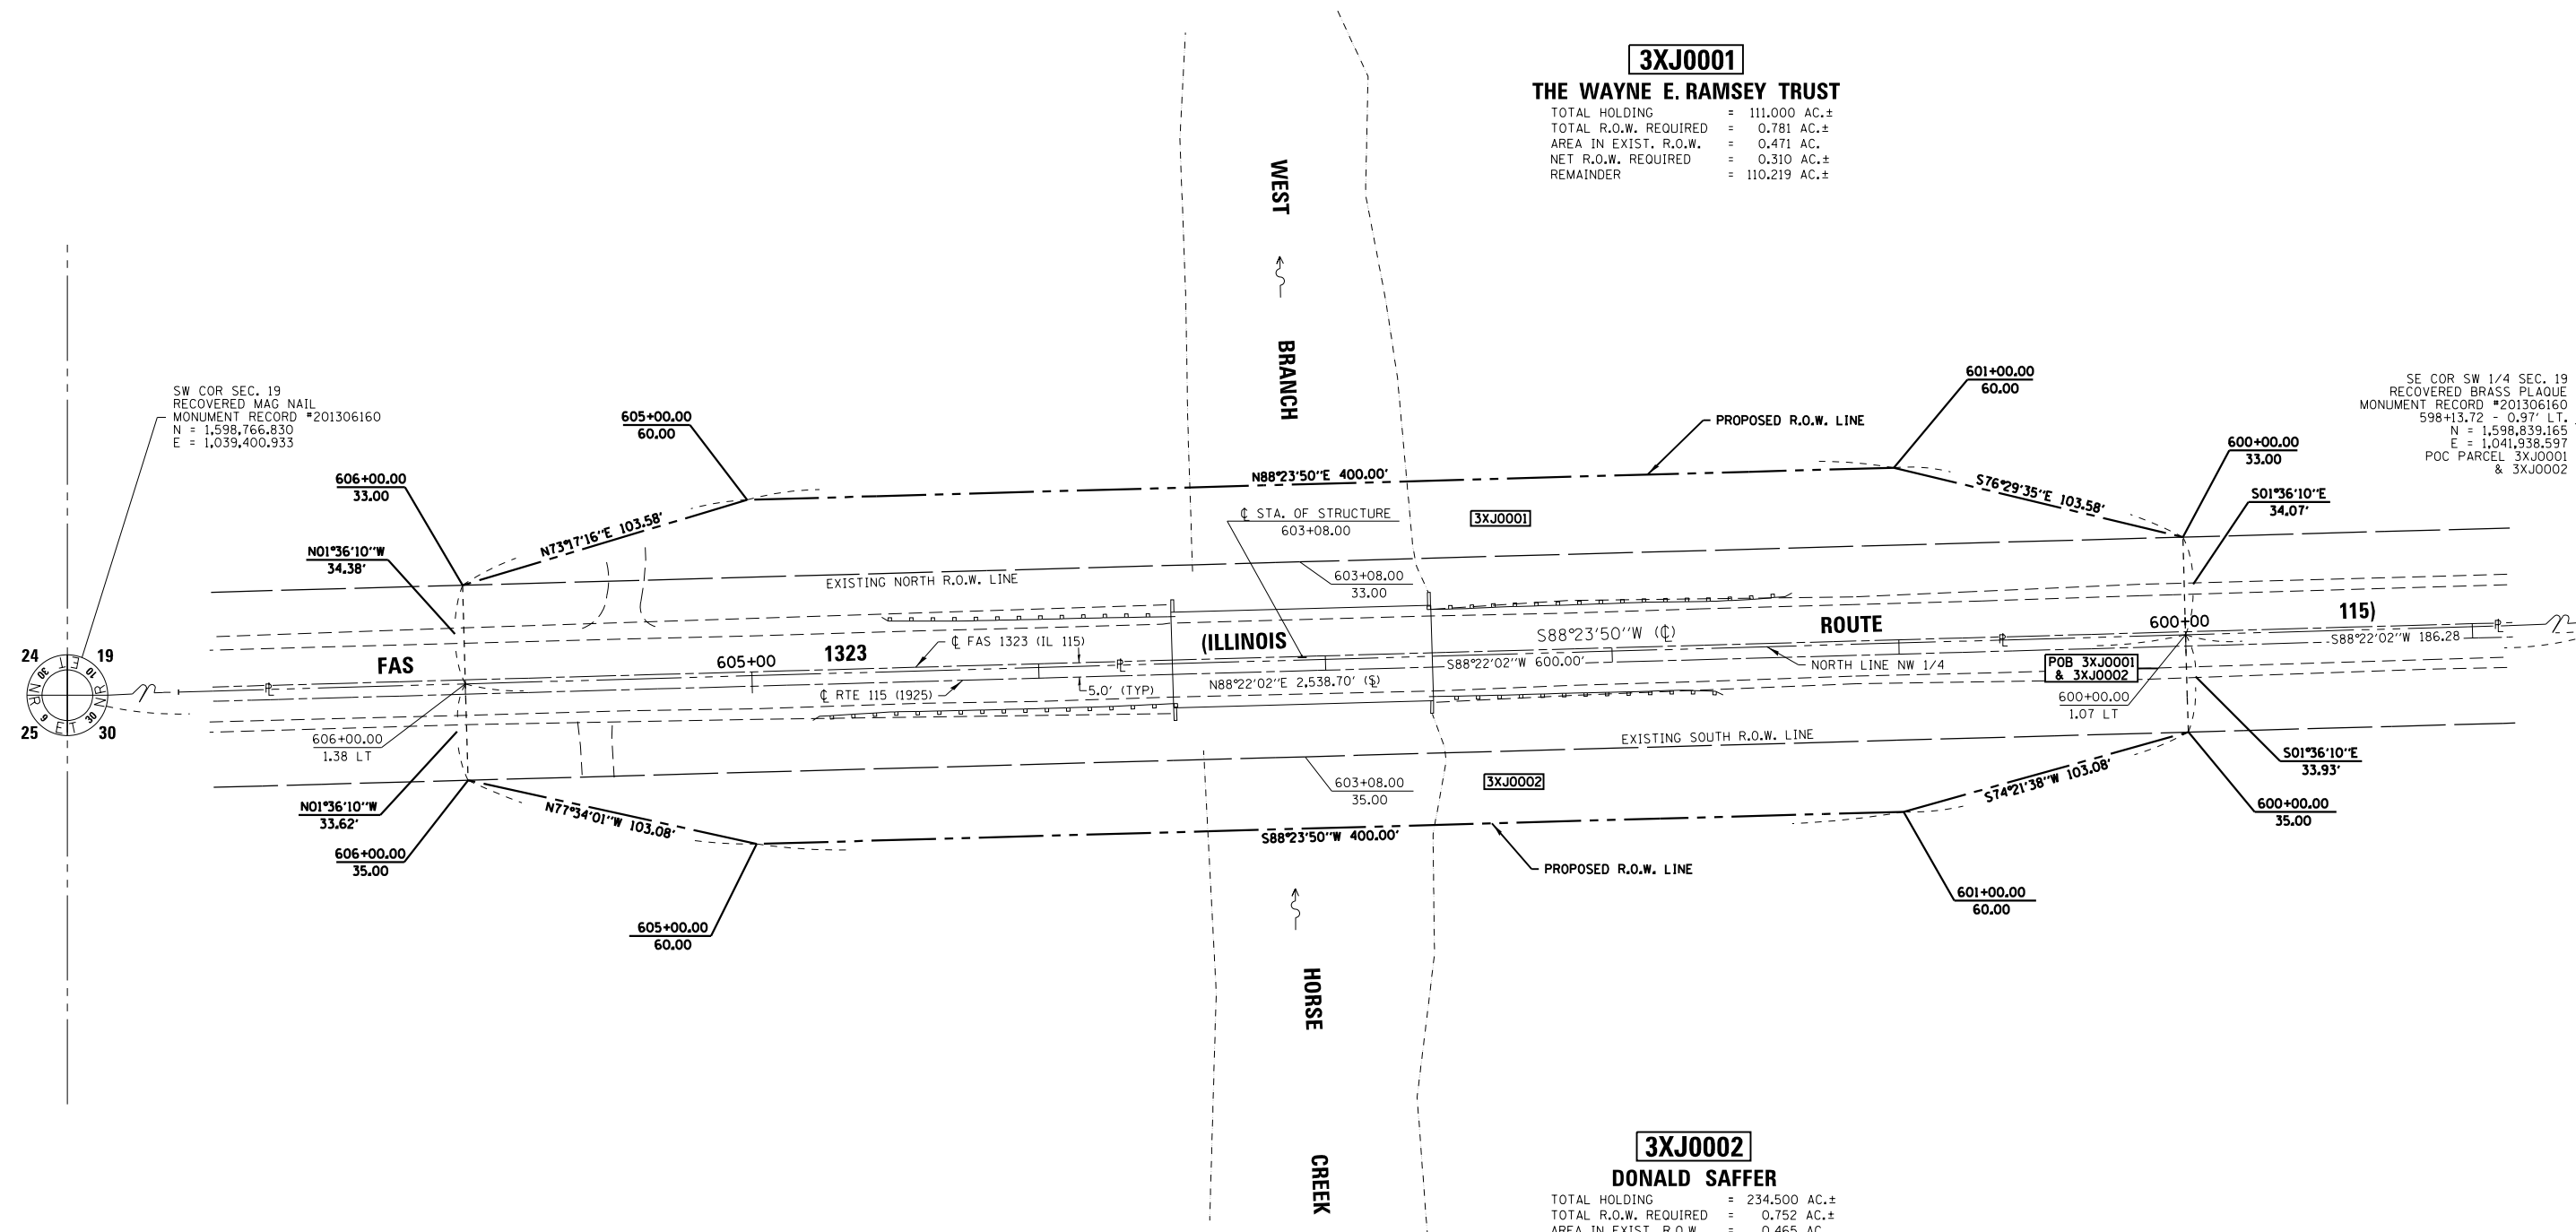 3XJ0001
THE WAYNE E. RAMSEY TRUST
TOTAL HOLDING = 111.000 AC.±
TOTAL R.O.W. REQUIRED = 0.781 AC.±
AREA IN EXIST. R.O.W. = 0.471 AC.
NET R.O.W. REQUIRED = 0.310 AC.±
REMAINDER = 110.219 AC.±
WEST
BRANCH
SW COR SEC. 19
RECOVERED MAG NAIL
MONUMENT RECORD #201306160
N = 1,598,766.830
E = 1,039,400.933
SE COR SW 1/4 SEC. 19
RECOVERED BRASS PLAQUE
MONUMENT RECORD #201306160
598+13.72 - 0.97' LT.
N = 1,598,839.165
E = 1,041,938.597
POC PARCEL 3XJ0001
& 3XJ0002
605+00.00
60.00
601+00.00
60.00
PROPOSED R.O.W. LINE
606+00.00
33.00
600+00.00
33.00
N88°23'50"E 400.00'
N73°17'16"E 103.58'
S76°29'35"E 103.58'
S01°36'10"E
34.07'
℄ STA. OF STRUCTURE
603+08.00
3XJ0001
N01°36'10"W
34.38'
EXISTING NORTH R.O.W. LINE
603+08.00
33.00
24 19
25 30
FAS
605+00
1323
℄ FAS 1323 (IL 115)
(ILLINOIS
S88°23'50"W (℄)
ROUTE
600+00
115)
S88°22'02"W 600.00'
NORTH LINE NW 1/4
S88°22'02"W 186.28
POB 3XJ0001
& 3XJ0002
℄ RTE 115 (1925)
5.0' (TYP)
N88°22'02"E 2,538.70' (SL)
600+00.00
1.07 LT
606+00.00
1.38 LT
EXISTING SOUTH R.O.W. LINE
603+08.00
35.00
3XJ0002
S01°36'10"E
33.93'
N01°36'10"W
33.62'
N77°34'01"W 103.08'
S74°21'38"W 103.08'
600+00.00
35.00
606+00.00
35.00
S88°23'50"W 400.00'
PROPOSED R.O.W. LINE
601+00.00
60.00
605+00.00
60.00
HORSE
CREEK
3XJ0002
DONALD SAFFER
TOTAL HOLDING = 234.500 AC.±
TOTAL R.O.W. REQUIRED = 0.752 AC.±
AREA IN EXIST. R.O.W. = 0.465 AC.